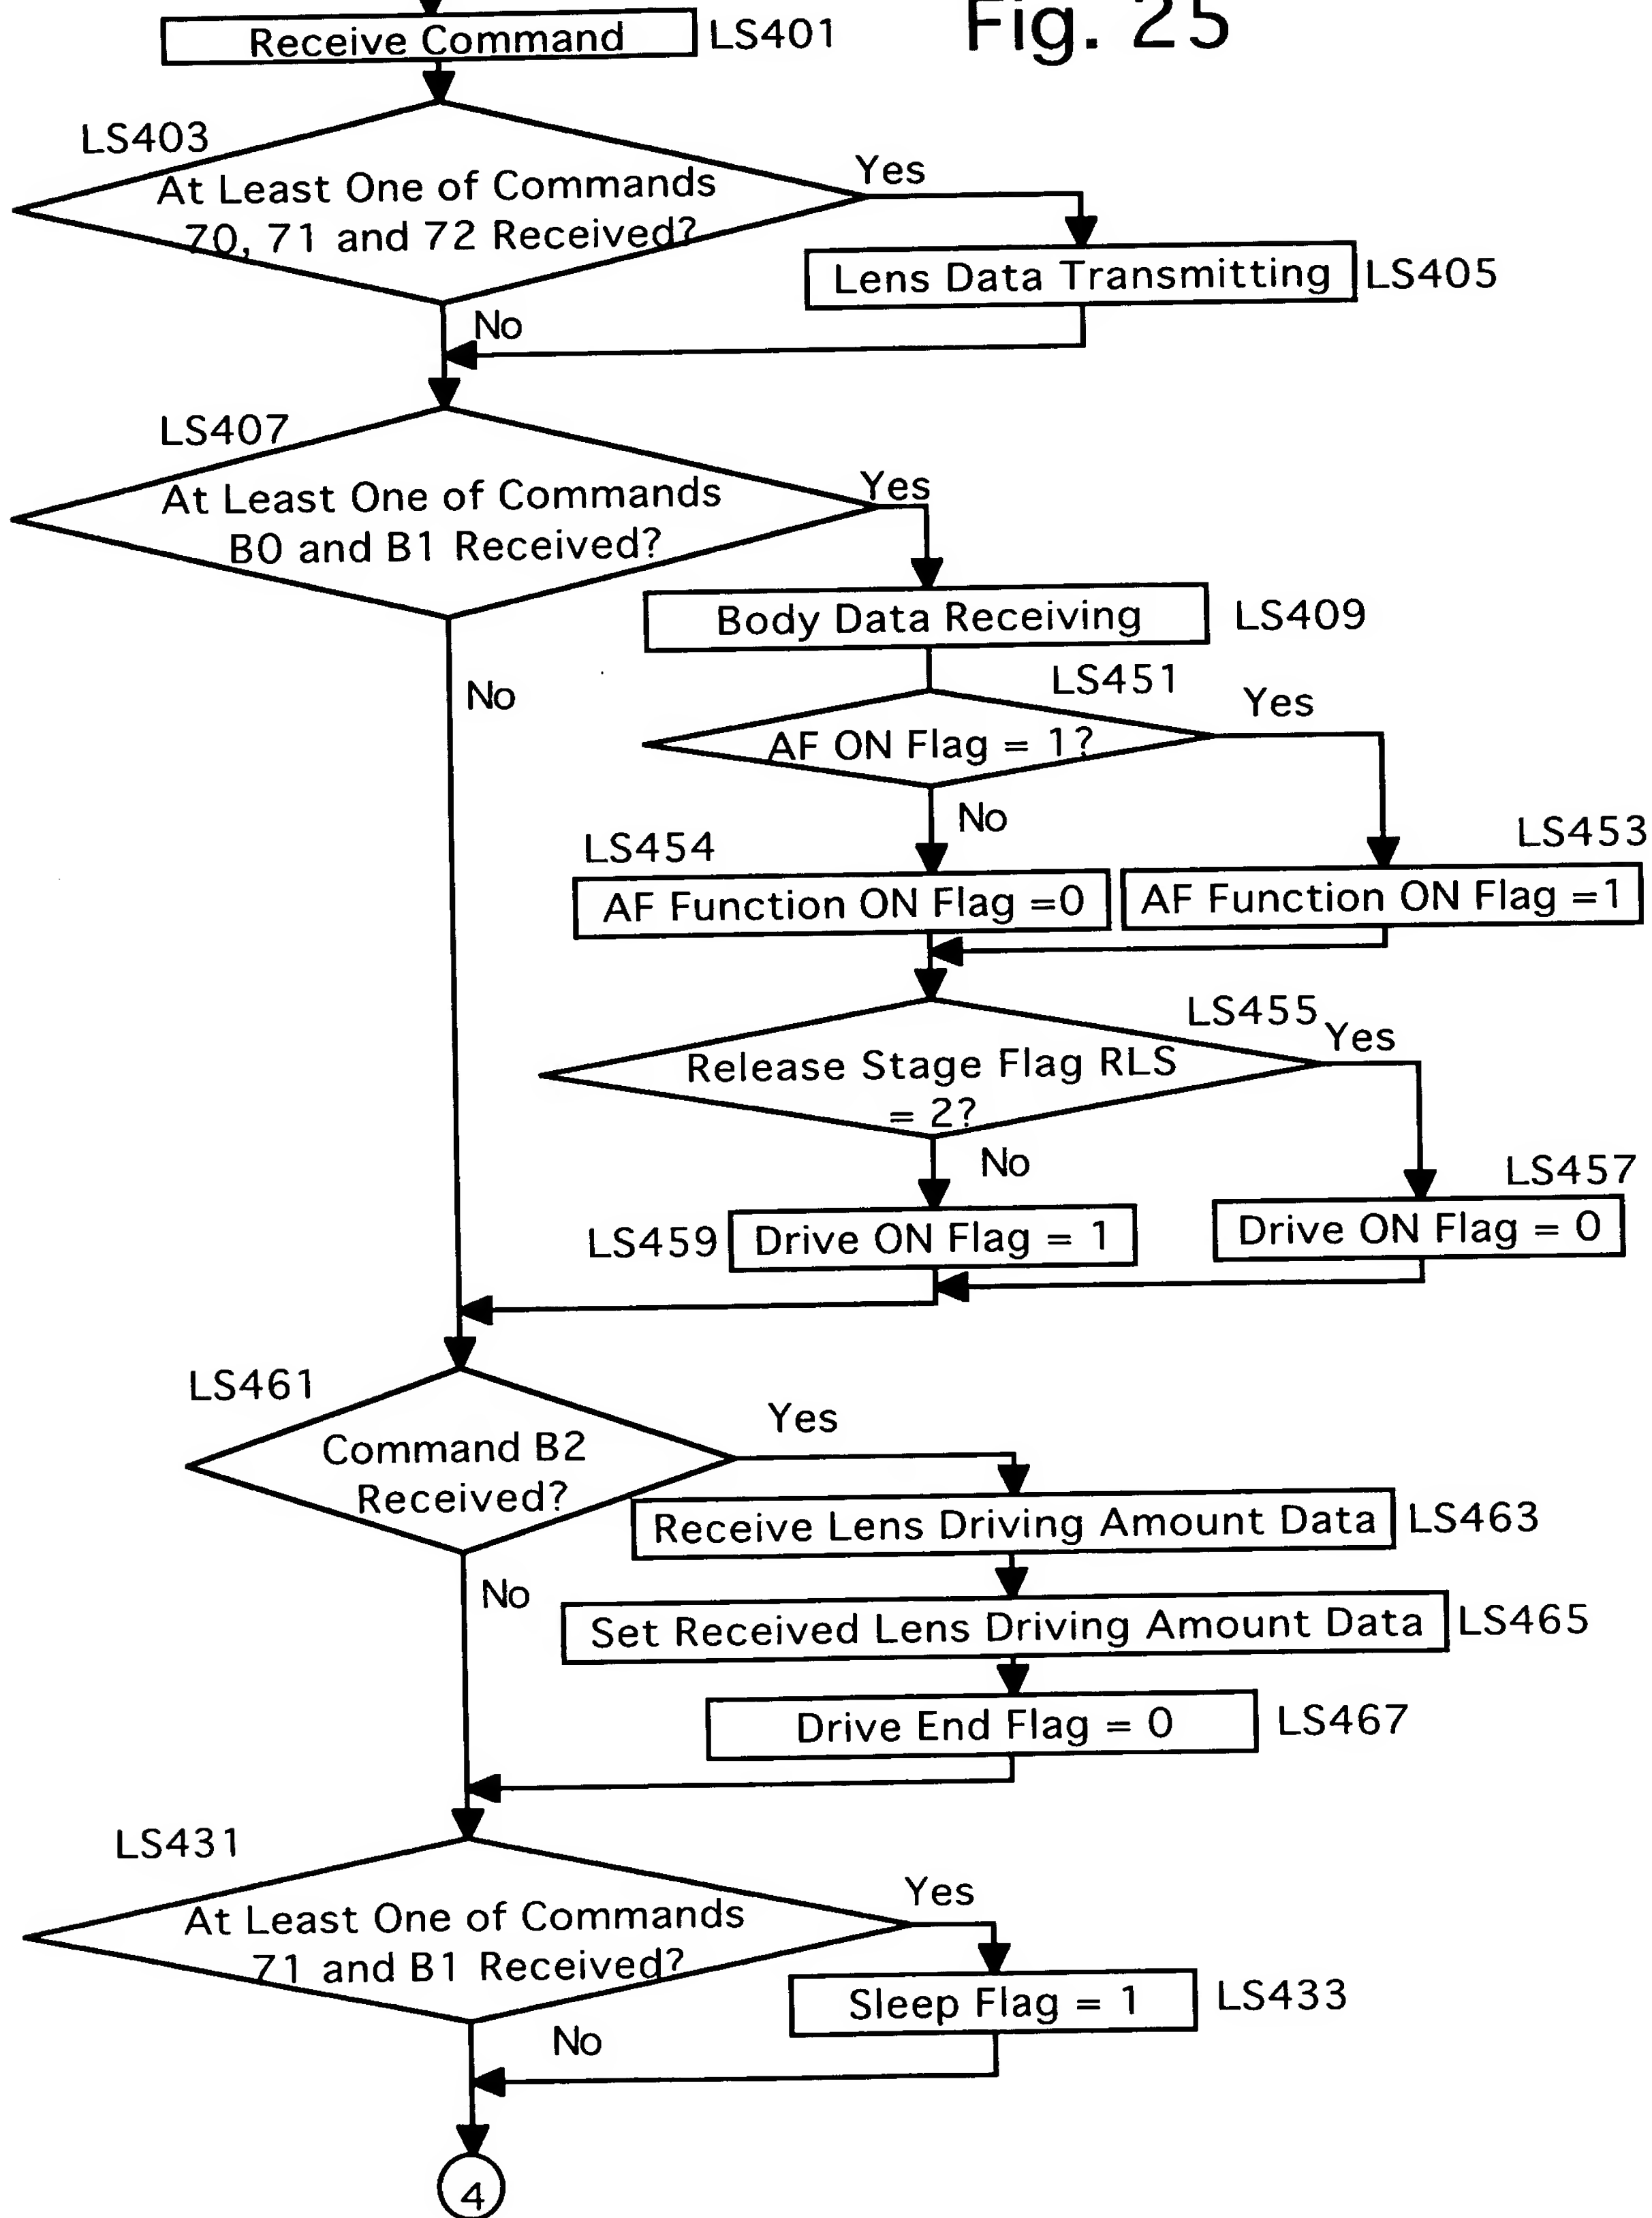 Fig. 25
Receive Command
LS401
LS403
At Least One of Commands
70, 71 and 72 Received?
Yes
Lens Data Transmitting
LS405
No
LS407
At Least One of Commands
B0 and B1 Received?
Yes
Body Data Receiving
LS409
No
LS451
AF ON Flag = 1?
Yes
No
LS454
LS453
AF Function ON Flag =0
AF Function ON Flag =1
LS455
Release Stage Flag RLS
= 2?
Yes
No
LS457
LS459
Drive ON Flag = 1
Drive ON Flag = 0
LS461
Command B2
Received?
Yes
Receive Lens Driving Amount Data
LS463
No
Set Received Lens Driving Amount Data
LS465
Drive End Flag = 0
LS467
LS431
At Least One of Commands
71 and B1 Received?
Yes
Sleep Flag = 1
LS433
No
4